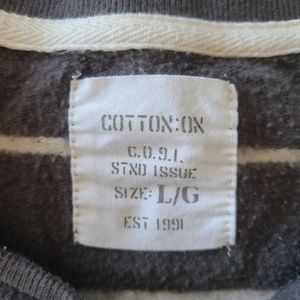 COTTON:ON
C.O.9.1.
STND ISSUE
SIZE: L/G
EST 1991